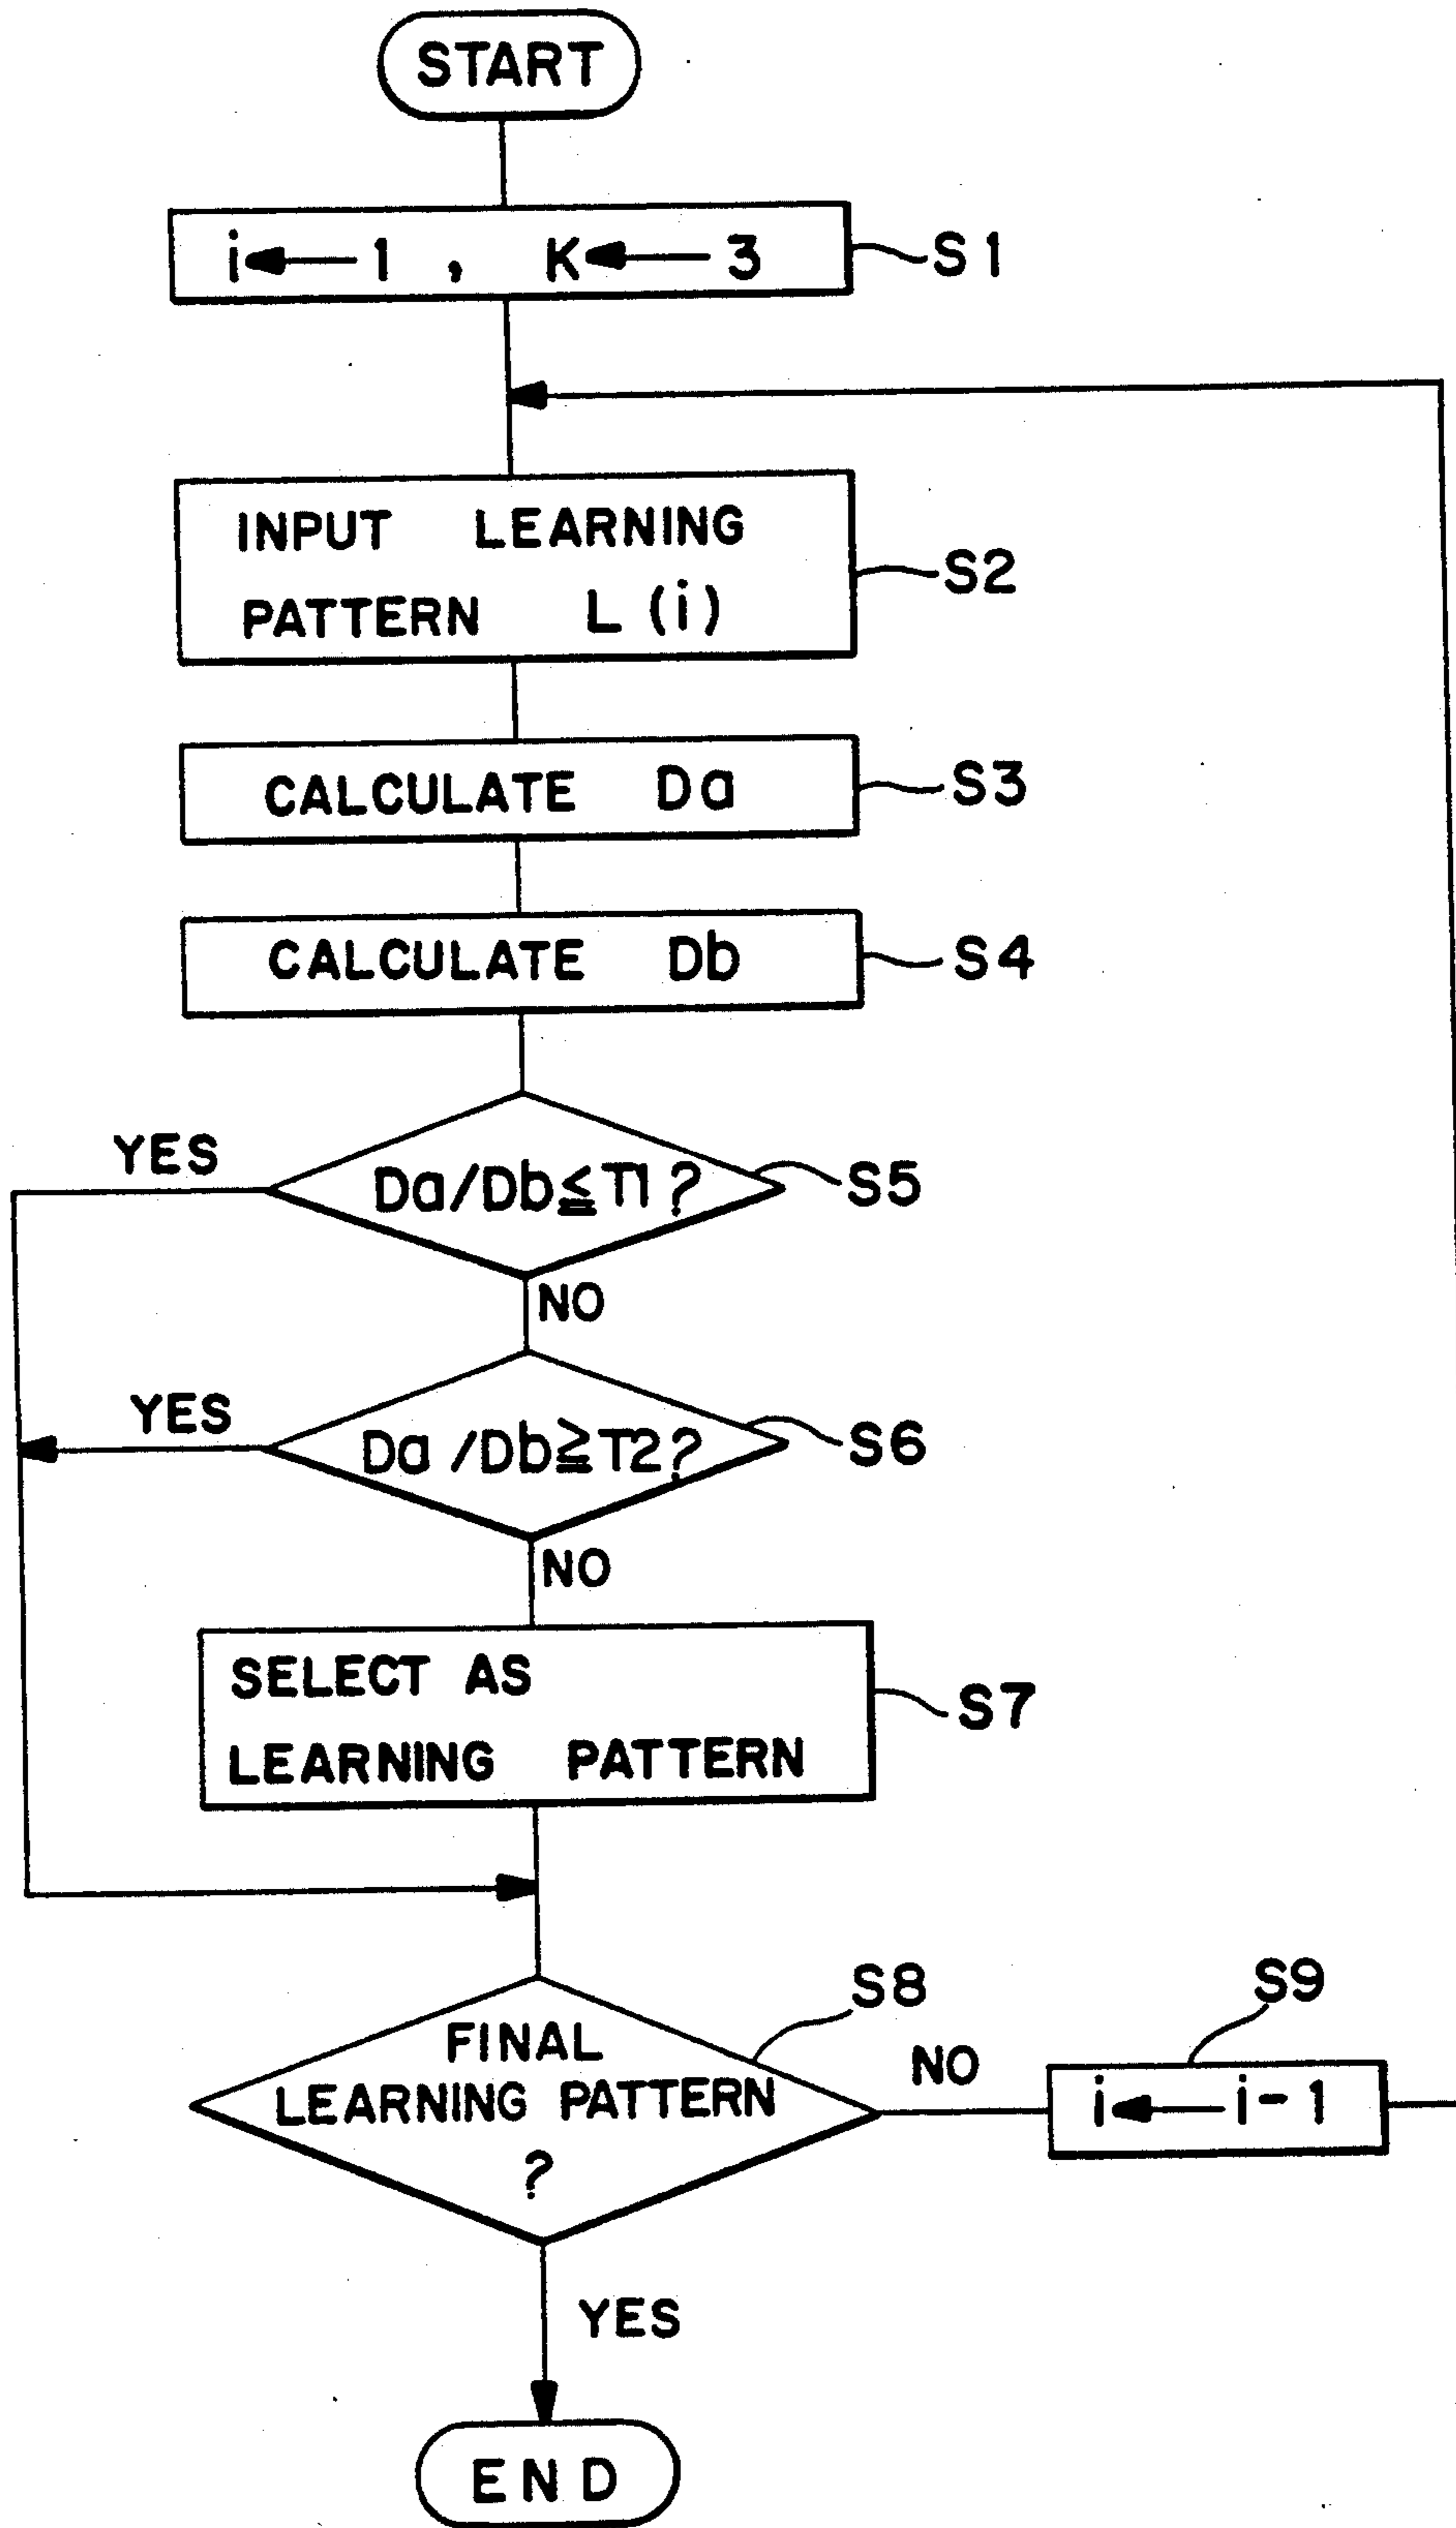 START
i ← 1 , K ← 3
S1
INPUT LEARNING
PATTERN L (i)
S2
CALCULATE Da
S3
CALCULATE Db
S4
YES
Da/Db≦T1?
S5
NO
YES
Da/Db≧T2?
S6
NO
SELECT AS
LEARNING PATTERN
S7
S8
S9
FINAL
LEARNING PATTERN
?
NO
i ← i-1
YES
END